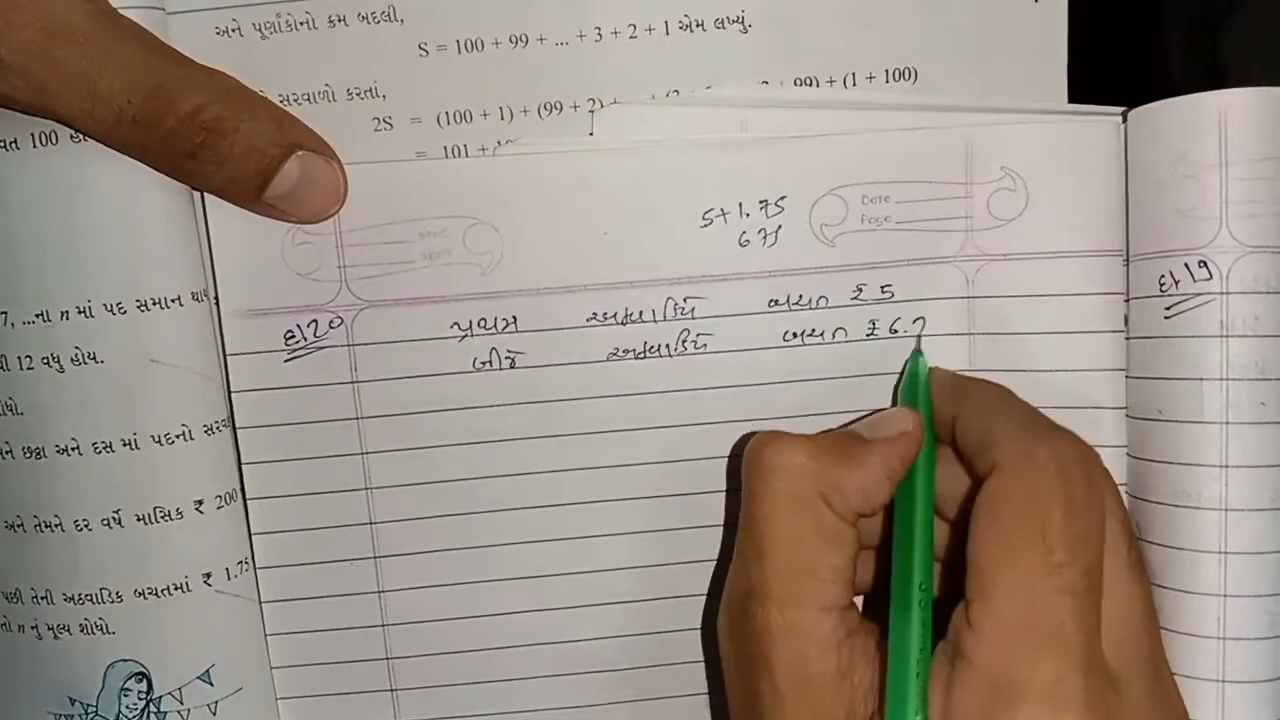 અને પૂર્ણાંકોનો ક્રમ બદલી,
S = 100 + 99 + ... + 3 + 2 + 1 એમ લખ્યું.
સરવાળો કરતાં,
2S = (100 + 1) + (99 + 2) + 99) + (1 + 100)
= 101 +
100
7, ...ના n માં પદ સમાન થાય
12 વધુ હોય.
છઠ્ઠા અને દસ માં પદનો
અને તેમને દર વર્ષે માસિક ₹ 200
પછી તેની અઠવાડિક બચતમાં ₹ 1.75
તો n નું મૂલ્ય શોધો.
5+1.75
6.75
Date
Page
દા20 પ્રથમ અઠવાડિયે બચત ₹ 5
બીજે અઠવાડિયે બચત ₹ 6.7
દા19